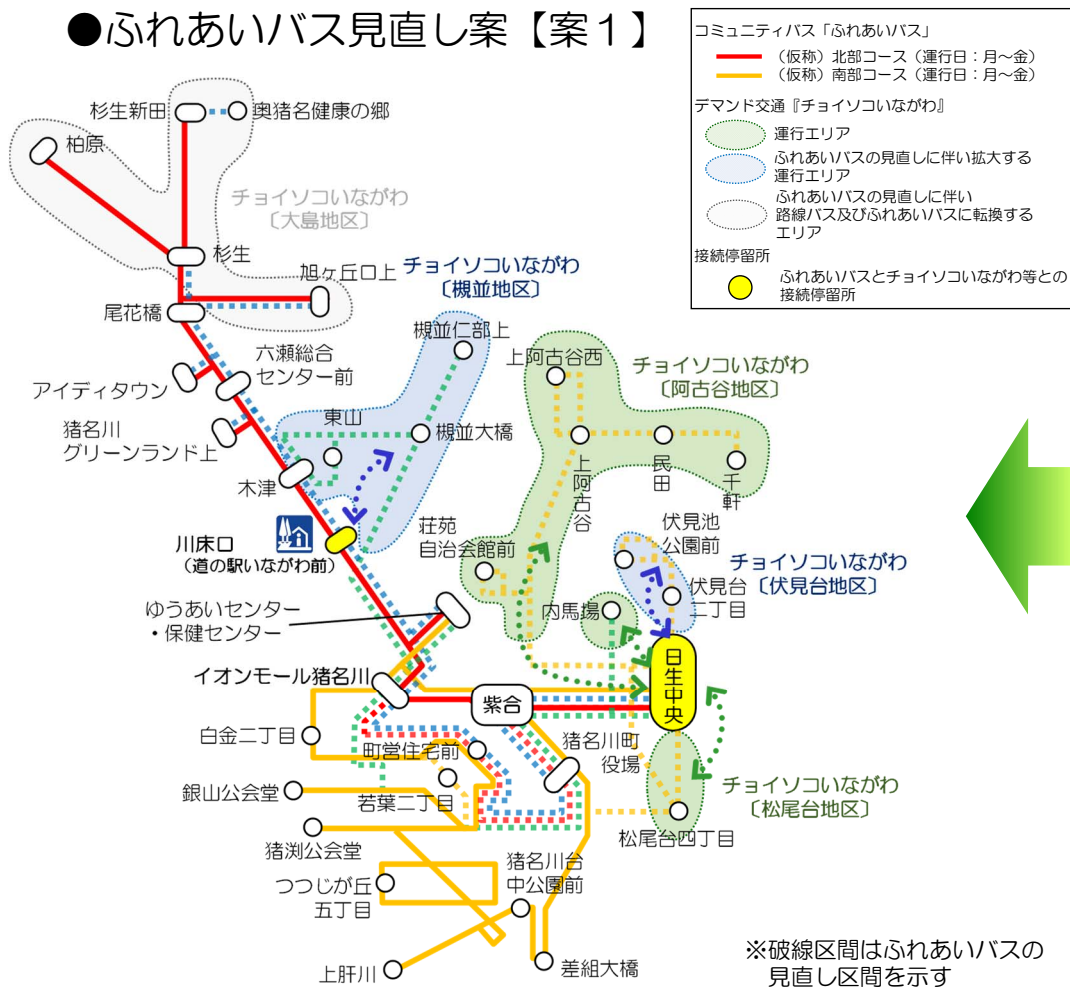 ●ふれあいバス見直し案【案1】
コミュニティバス「ふれあいバス」
(仮称)北部コース(運行日:月~金)
(仮称)南部コース(運行日:月~金)
デマンド交通『チョイソコいながわ』
運行エリア
ふれあいバスの見直しに伴い拡大する
運行エリア
ふれあいバスの見直しに伴い
路線バス及びふれあいバスに転換する
エリア
接続停留所
ふれあいバスとチョイソコいながわ等との
接続停留所
杉生新田
奥猪名健康の郷
柏原
チョイソコいながわ
〔大島地区〕
杉生
旭ヶ丘口上
チョイソコいながわ
〔槻並地区〕
尾花橋
槻並仁部上
六瀬総合
センター前
上阿古谷西
チョイソコいながわ
〔阿古谷地区〕
アイディタウン
東山
槻並大橋
猪名川
グリーンランド上
上阿古谷
民田
千軒
木津
荘苑
自治会館前
伏見池
公園前
川床口
(道の駅いながわ前)
チョイソコいながわ
〔伏見台地区〕
伏見台
二丁目
内馬場
ゆうあいセンター
・保健センター
日生中央
イオンモール猪名川
紫合
白金二丁目
町営住宅前
猪名川町
役場
銀山公会堂
若葉二丁目
チョイソコいながわ
〔松尾台地区〕
松尾台四丁目
猪渕公会堂
猪名川台
中公園前
つつじが丘
五丁目
上肝川
差組大橋
※破線区間はふれあいバスの
見直し区間を示す